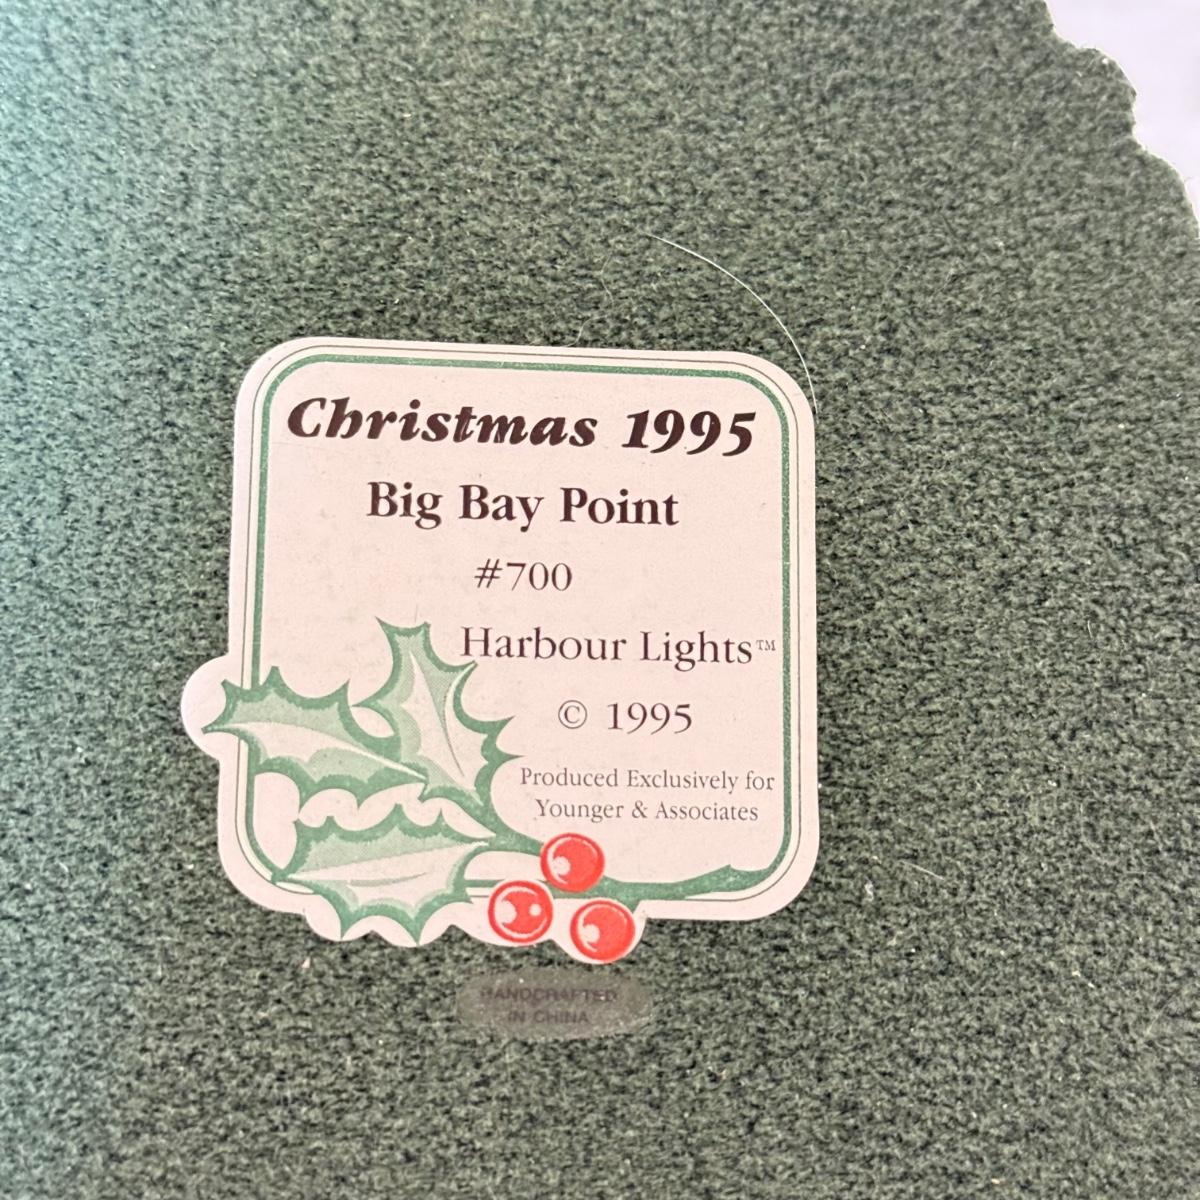 Christmas 1995
Big Bay Point
#700
Harbour Lights™
© 1995
Produced Exclusively for
Younger & Associates
HANDCRAFTED
IN CHINA